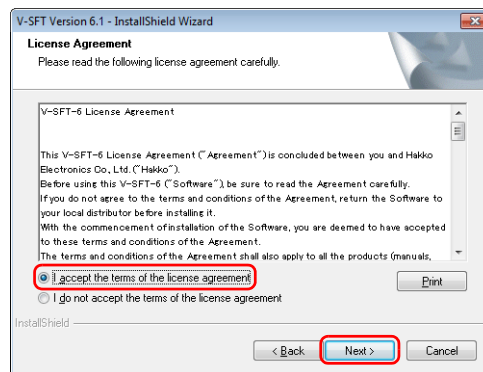 V-SFT Version 6.1 - InstallShield Wizard
License Agreement
Please read the following license agreement carefully.
V-SFT-6 License Agreement
This V-SFT-6 License Agreement ("Agreement") is concluded between you and Hakko
Electronics Co., Ltd. ("Hakko").
Before using this V-SFT-6 ("Software"), be sure to read the Agreement carefully.
If you do not agree to the terms and conditions of the Agreement, return the Software to
your local distributor before installing it.
With the commencement of installation of the Software, you are deemed to have accepted
to these terms and conditions of the Agreement.
The terms and conditions of the Agreement shall also apply to all the products (manuals,
I accept the terms of the license agreement
Print
I do not accept the terms of the license agreement
InstallShield
< Back
Next >
Cancel